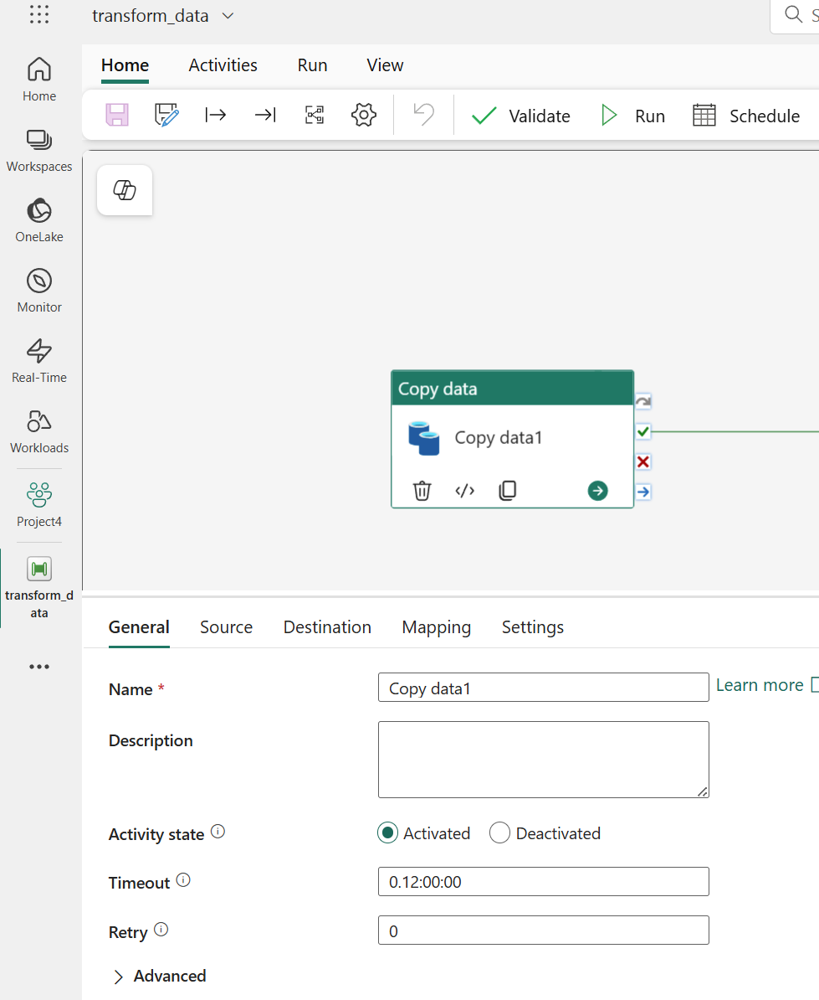 transform_data
Home
Activities
Run
View
Validate
Run
Schedule
Home
Workspaces
OneLake
Monitor
Real-Time
Workloads
Project4
transform_d
ata
Copy data
Copy data1
General
Source
Destination
Mapping
Settings
Name *
Copy data1
Learn more
Description
Activity state
Activated
Deactivated
Timeout
0.12:00:00
Retry
0
Advanced